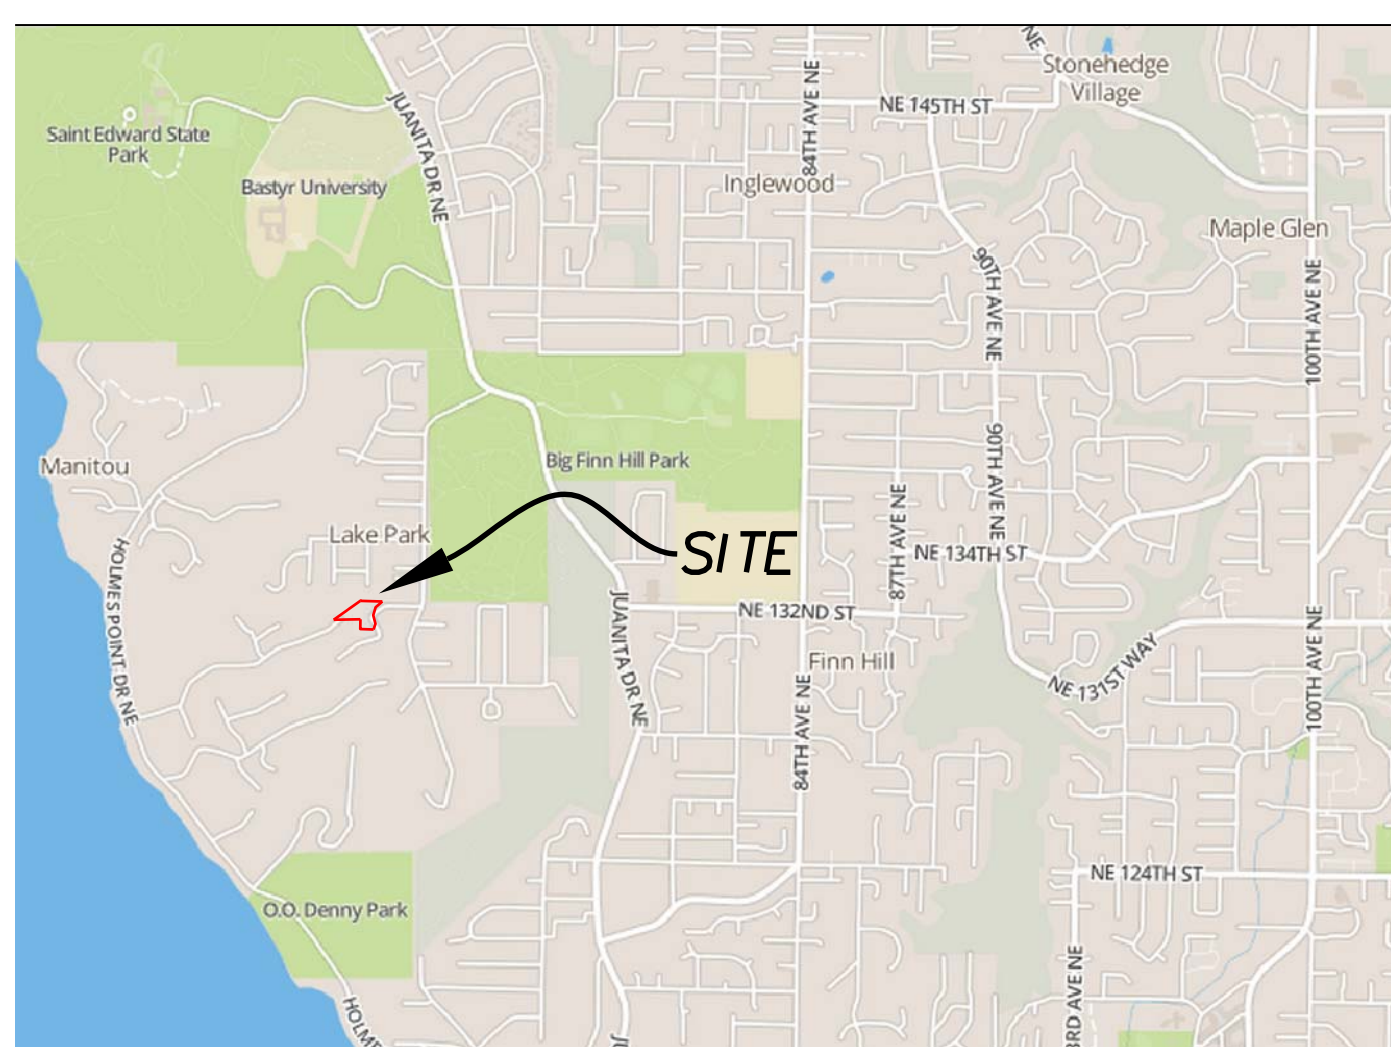 NE
Stonehedge
Village
JUANITA DR NE
84TH AVE NE
NE 145TH ST
Saint Edward State
Park
Bastyr University
Inglewood
Maple Glen
90TH AVE NE
100TH AVE NE
90TH AVE NE
Manitou
Big Finn Hill Park
Lake Park
SITE
87TH AVE NE
NE 134TH ST
HOLMES POINT DR NE
JUANITA DR NE
NE 132ND ST
Finn Hill
NE 131ST WAY
100TH AVE NE
84TH AVE NE
NE 124TH ST
O.O. Denny Park
3RD AVE NE